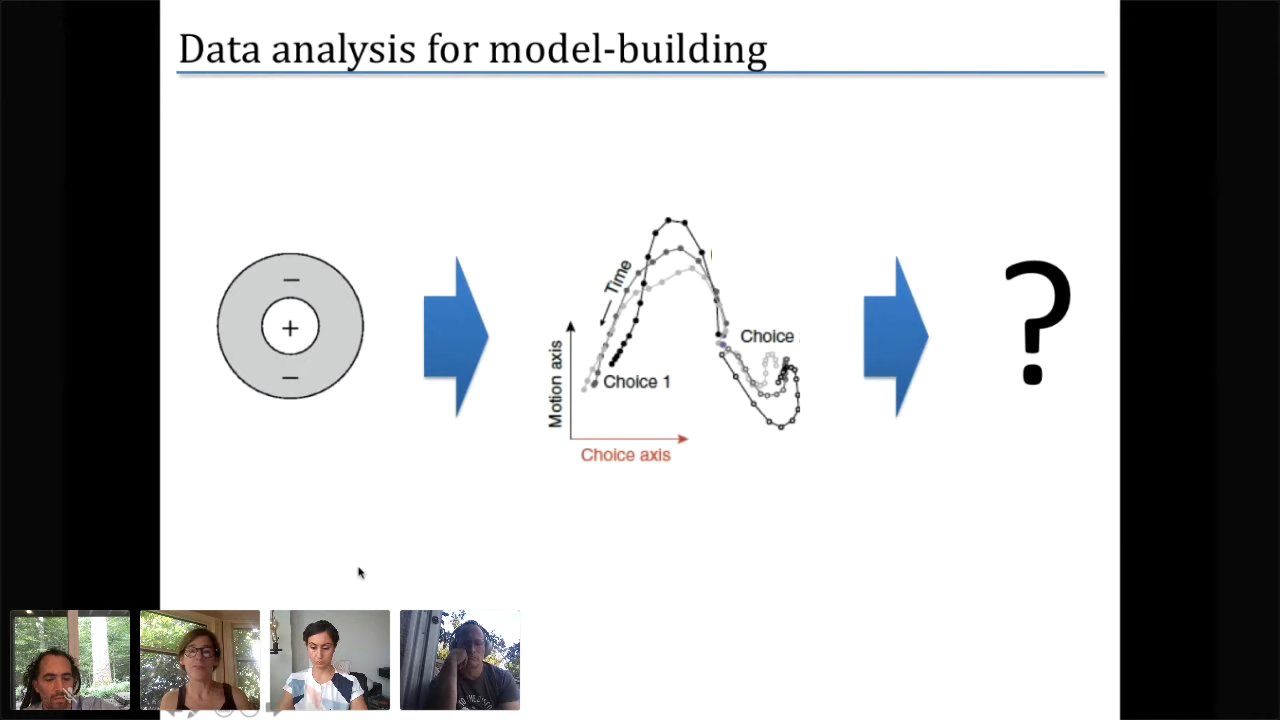 Data analysis for model-building
−
+
−
Time
Motion axis
Choice 1
Choice axis
Choice
?